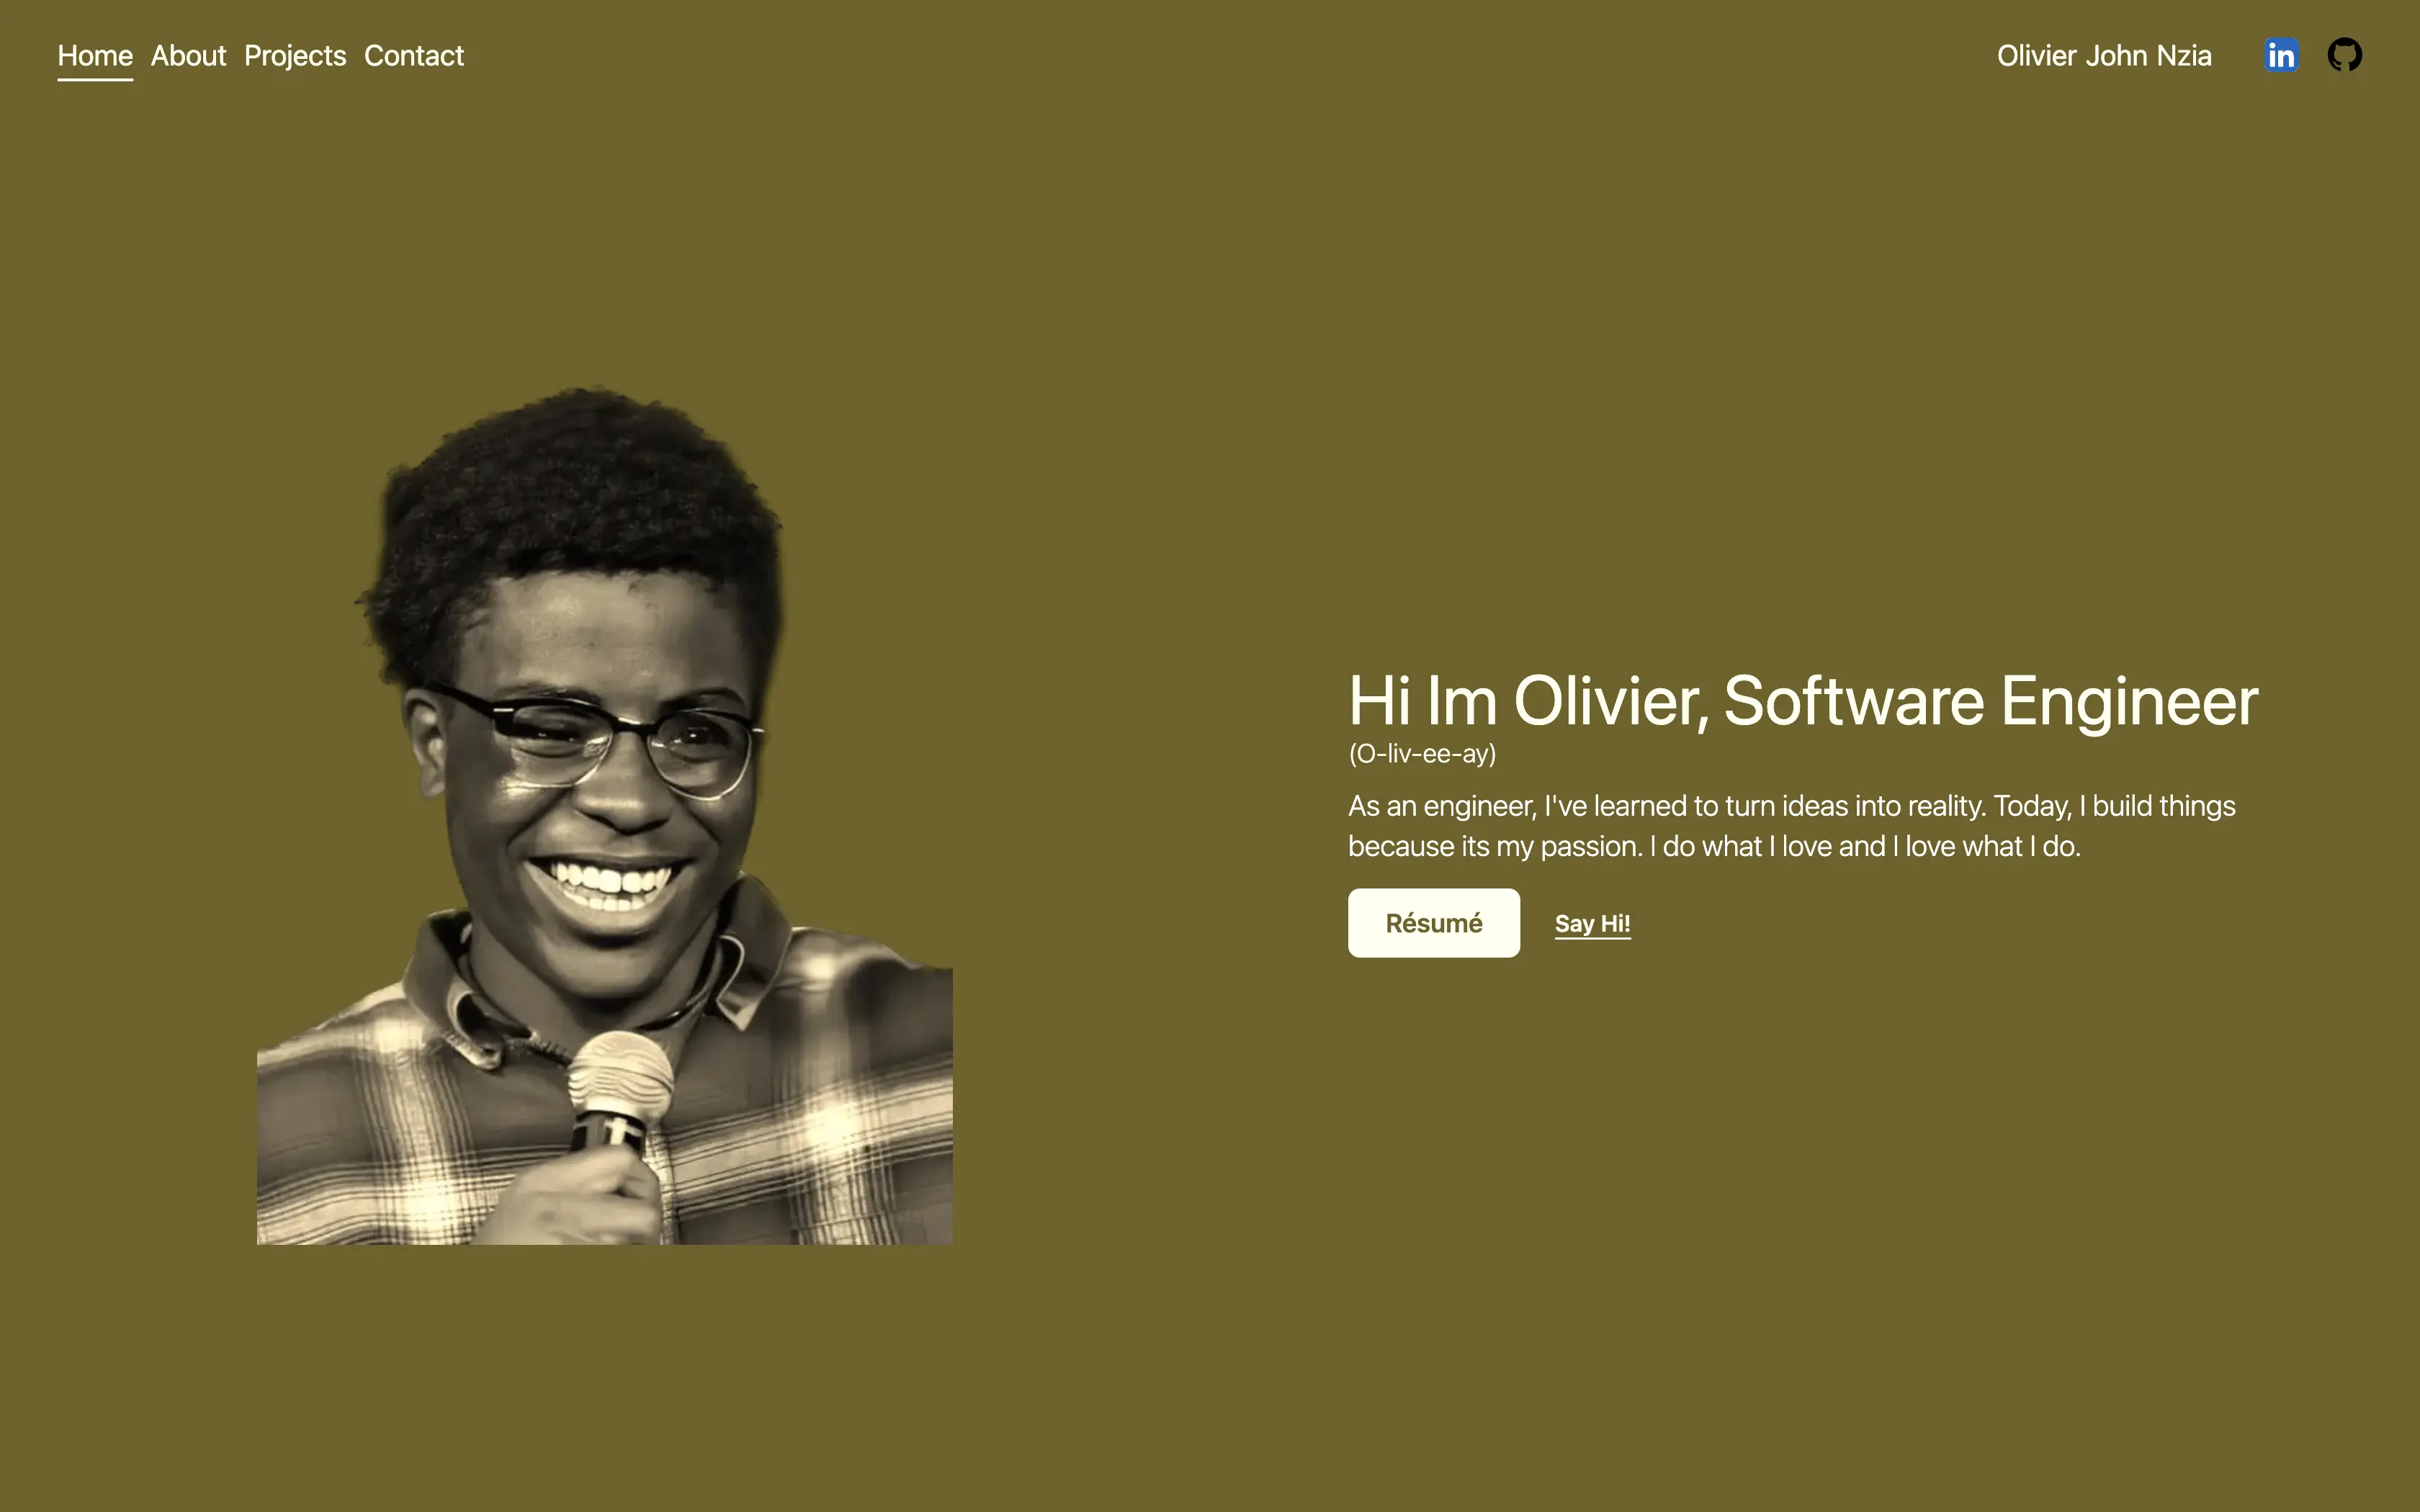 Home About Projects Contact
Olivier John Nzia
in
Hi Im Olivier, Software Engineer
(O-liv-ee-ay)
As an engineer, I've learned to turn ideas into reality. Today, I build things
because its my passion. I do what I love and I love what I do.
Résumé
Say Hi!